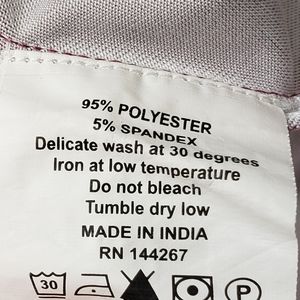 95% POLYESTER
5% SPANDEX
Delicate wash at 30 degrees
Iron at low temperature
Do not bleach
Tumble dry low
MADE IN INDIA
RN 144267
30 P